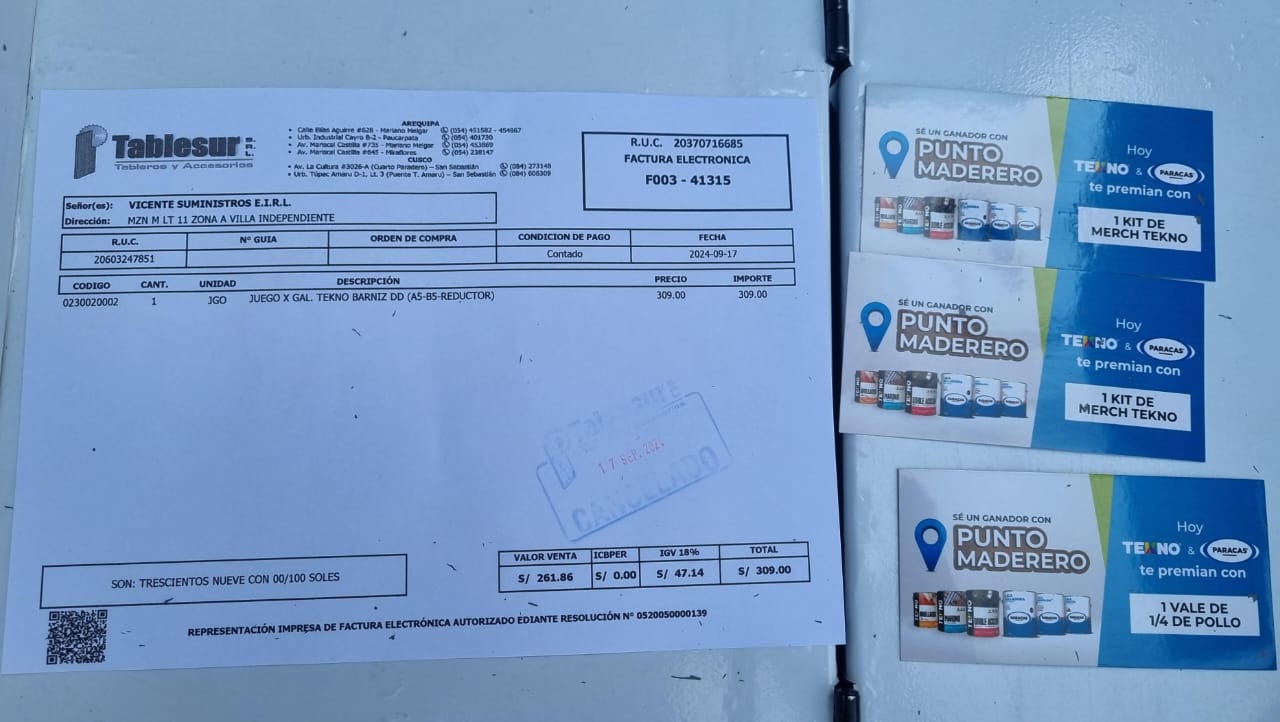 Tablesur E.I.R.L.
Tableros y Accesorios
AREQUIPA
• Calle Elías Aguirre #628 - Mariano Melgar (054) 451582 - 454667
• Urb. Industrial Cayro B-2 - Paucarpata (054) 401730
• Av. Mariscal Castilla #735 - Mariano Melgar (054) 453869
• Av. Mariscal Castilla #645 - Miraflores (054) 238147
CUSCO
• Av. La Cultura #3026-A (Cuarto Paradero) - San Sebastián (084) 273148
• Urb. Túpac Amaru D-1, Lt. 3 (Puente T. Amaru) - San Sebastián (084) 606309
R.U.C. 20370716685
FACTURA ELECTRONICA
F003 - 41315
Señor(es): VICENTE SUMINISTROS E.I.R.L.
Dirección: MZN M LT 11 ZONA A VILLA INDEPENDIENTE
R.U.C. N° GUIA ORDEN DE COMPRA CONDICION DE PAGO FECHA
20603247851 Contado 2024-09-17
CODIGO CANT. UNIDAD DESCRIPCIÓN PRECIO IMPORTE
0230020002 1 JGO JUEGO X GAL. TEKNO BARNIZ DD (A5-B5-REDUCTOR) 309.00 309.00
17 SEP. 2024
CANCELADO
SON: TRESCIENTOS NUEVE CON 00/100 SOLES
VALOR VENTA ICBPER IGV 18% TOTAL
S/ 261.86 S/ 0.00 S/ 47.14 S/ 309.00
REPRESENTACIÓN IMPRESA DE FACTURA ELECTRÓNICA AUTORIZADO EDIANTE RESOLUCIÓN N° 0520050000139
SÉ UN GANADOR CON
PUNTO
MADERERO
Hoy
TEKNO & PARACAS
te premian con
1 KIT DE
MERCH TEKNO
SÉ UN GANADOR CON
PUNTO
MADERERO
Hoy
TEKNO & PARACAS
te premian con
1 KIT DE
MERCH TEKNO
SÉ UN GANADOR CON
PUNTO
MADERERO
Hoy
TEKNO & PARACAS
te premian con
1 VALE DE
1/4 DE POLLO